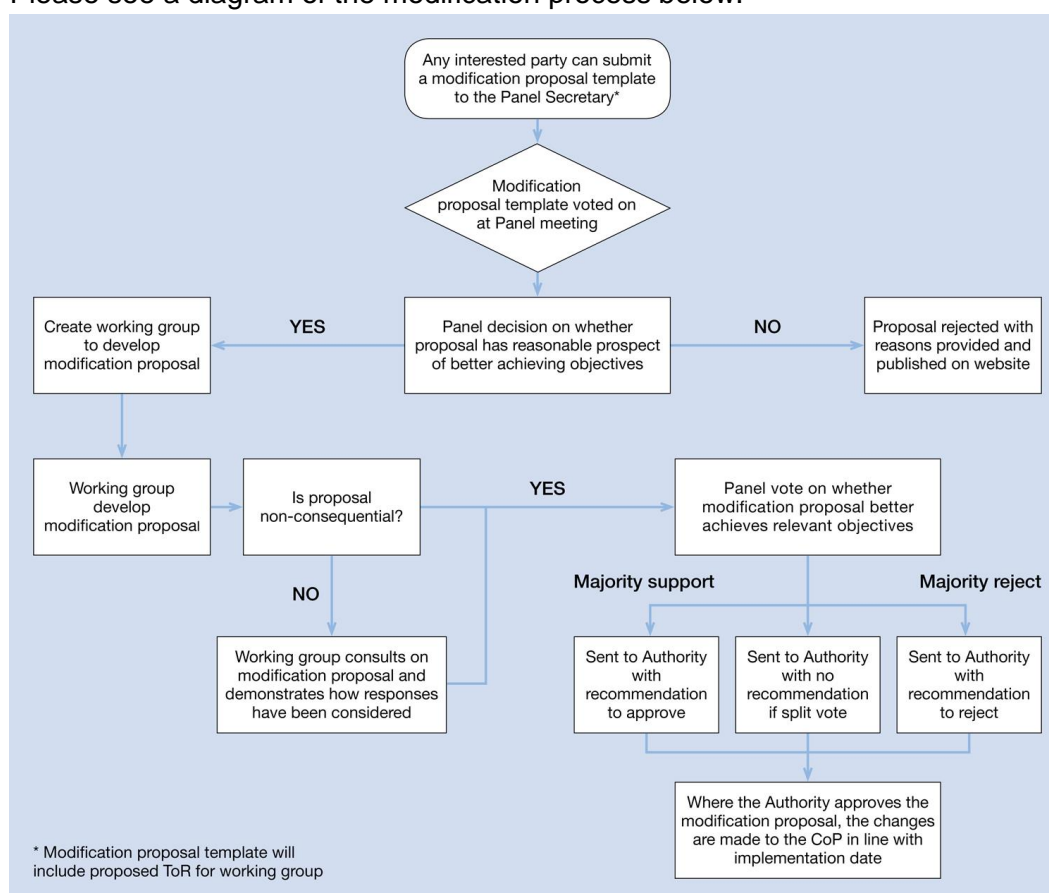 Please see a diagram of the modification process below.
Any interested party can submit
a modification proposal template
to the Panel Secretary*
Modification
proposal template voted on
at Panel meeting
Create working group
to develop
modification proposal
YES
Panel decision on whether
proposal has reasonable prospect
of better achieving objectives
NO
Proposal rejected with
reasons provided and
published on website
Working group
develop
modification proposal
Is proposal
non-consequential?
YES
Panel vote on whether
modification proposal better
achieves relevant objectives
NO
Majority support
Majority reject
Working group consults on
modification proposal and
demonstrates how responses
have been considered
Sent to Authority
with
recommendation
to approve
Sent to Authority
with no
recommendation
if split vote
Sent to Authority
with
recommendation
to reject
Where the Authority approves the
modification proposal, the changes
are made to the CoP in line with
implementation date
* Modification proposal template will
include proposed ToR for working group